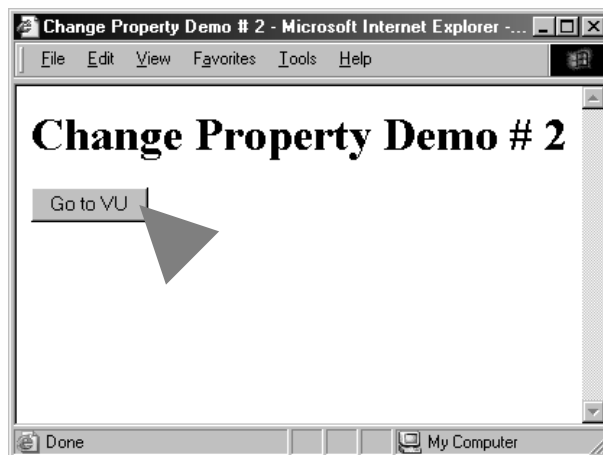 Change Property Demo # 2 - Microsoft Internet Explorer -...
File Edit View Favorites Tools Help
Change Property Demo # 2
Go to VU
Done My Computer